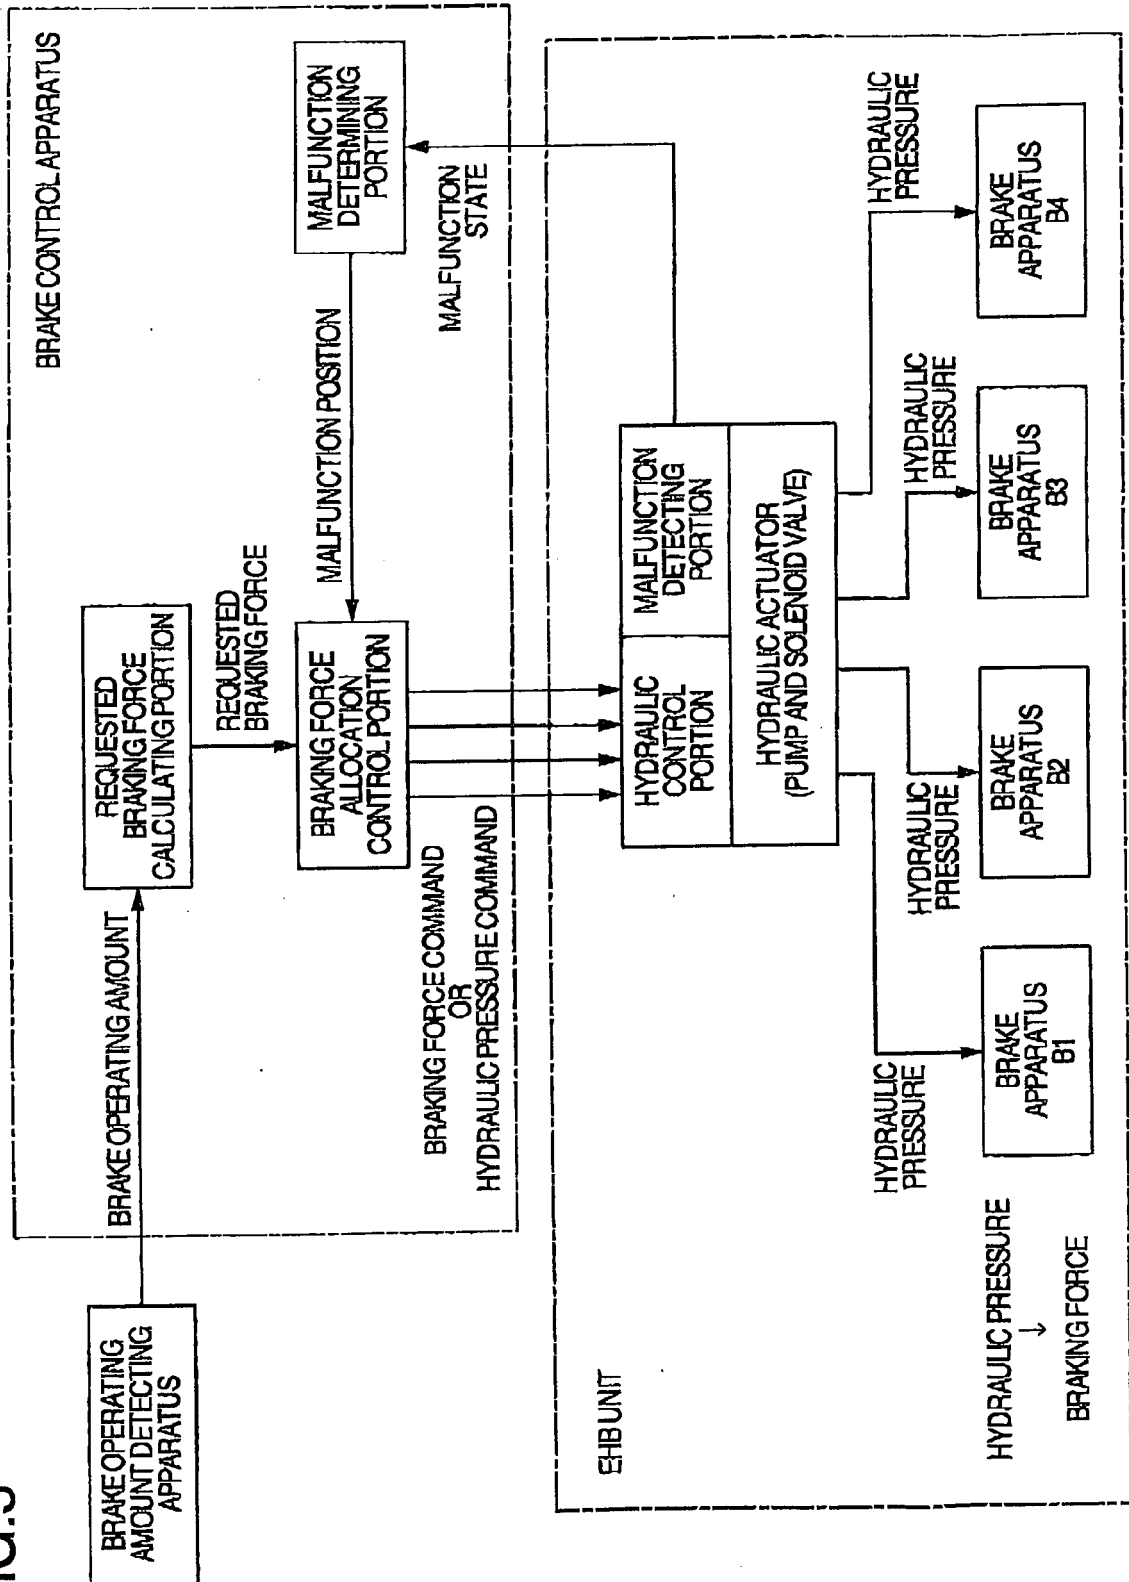 BRAKE OPERATING
AMOUNT DETECTING
APPARATUS
BRAKE OPERATING AMOUNT
BRAKE CONTROL APPARATUS
REQUESTED
BRAKING FORCE
CALCULATING PORTION
REQUESTED
BRAKING FORCE
BRAKING FORCE
ALLOCATION
CONTROL PORTION
MALFUNCTION POSITION
MALFUNCTION
DETERMINING
PORTION
MALFUNCTION
STATE
BRAKING FORCE COMMAND
OR
HYDRAULIC PRESSURE COMMAND
EHB UNIT
HYDRAULIC
CONTROL
PORTION
MALFUNCTION
DETECTING
PORTION
HYDRAULIC ACTUATOR
(PUMP AND SOLENOID VALVE)
HYDRAULIC
PRESSURE
HYDRAULIC
PRESSURE
HYDRAULIC
PRESSURE
HYDRAULIC
PRESSURE
BRAKE
APPARATUS
B1
BRAKE
APPARATUS
B2
BRAKE
APPARATUS
B3
BRAKE
APPARATUS
B4
HYDRAULIC PRESSURE
↓
BRAKING FORCE